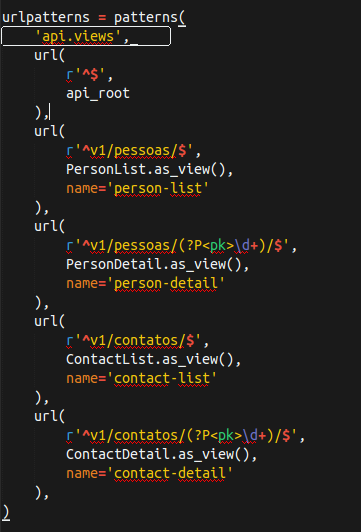 urlpatterns = patterns(
    'api.views',
    url(
        r'^$',
        api_root
    ),
    url(
        r'^v1/pessoas/$',
        PersonList.as_view(),
        name='person-list'
    ),
    url(
        r'^v1/pessoas/(?P<pk>\d+)/$',
        PersonDetail.as_view(),
        name='person-detail'
    ),
    url(
        r'^v1/contatos/$',
        ContactList.as_view(),
        name='contact-list'
    ),
    url(
        r'^v1/contatos/(?P<pk>\d+)/$',
        ContactDetail.as_view(),
        name='contact-detail'
    ),
)